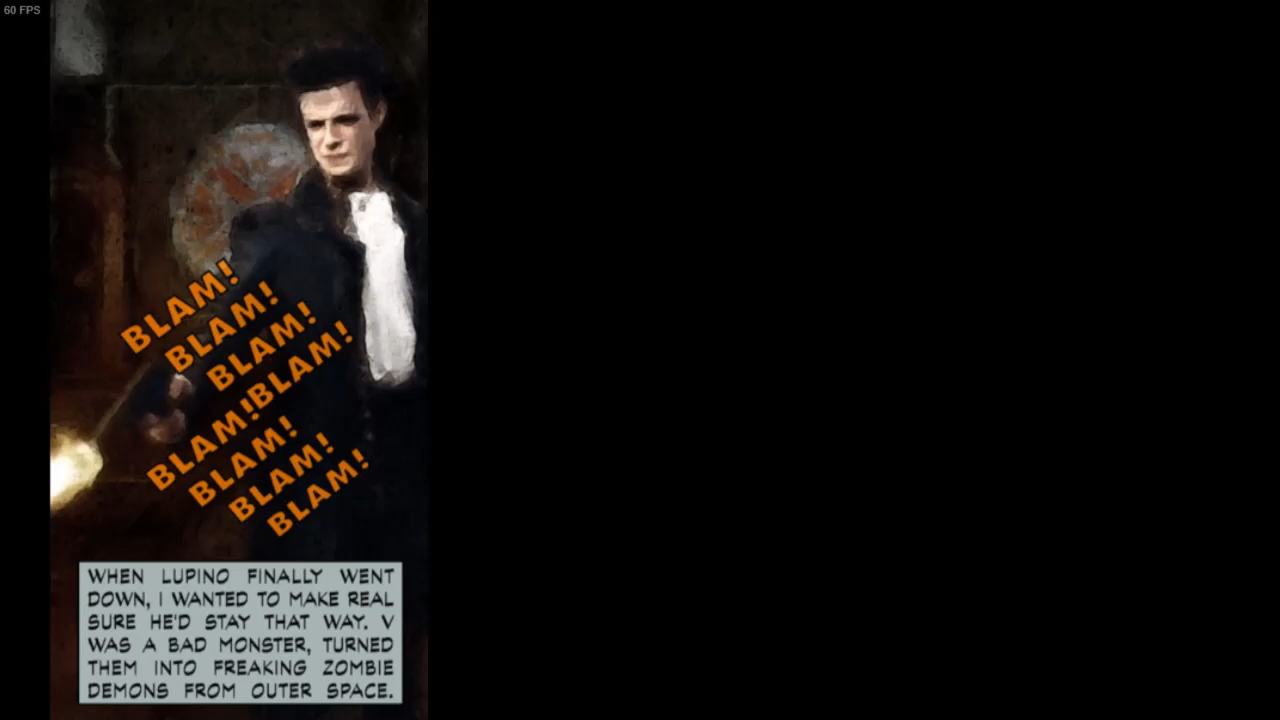 60 FPS
BLAM!
BLAM!
BLAM!
BLAM!
BLAM!
BLAM!
BLAM!
BLAM!
WHEN LUPINO FINALLY WENT
DOWN, I WANTED TO MAKE REAL
SURE HE'D STAY THAT WAY. V
WAS A BAD MONSTER, TURNED
THEM INTO FREAKING ZOMBIE
DEMONS FROM OUTER SPACE.